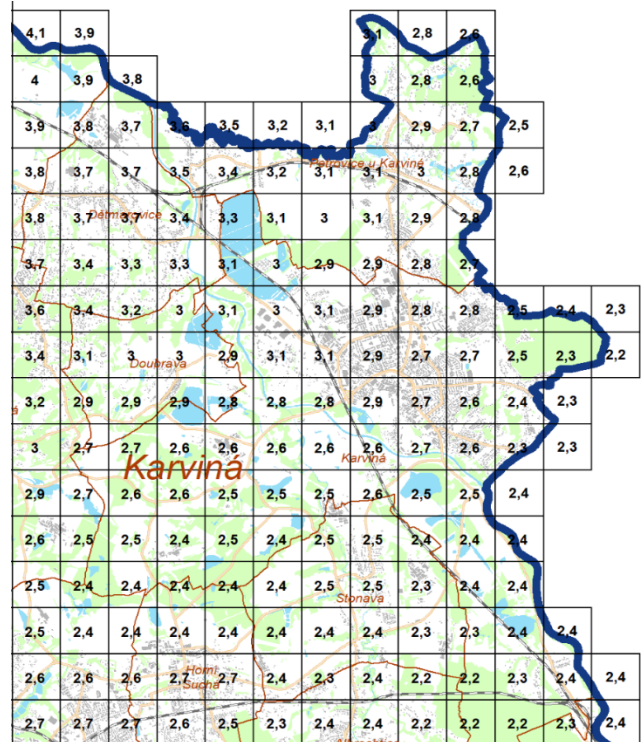 4,1 3,9 3,1 2,8 2,6
4 3,9 3,8 3 2,8 2,6
3,9 3,8 3,7 3,6 3,5 3,2 3,1 3 2,9 2,7 2,5
3,8 3,7 3,7 3,5 3,4 3,2 3,1 3,1 3 2,8 2,6
Petrovice u Karviné
3,8 3,7 3,7 3,4 3,3 3,1 3 3,1 2,9 2,8
Dětmarovice
3,7 3,4 3,3 3,3 3,1 3 2,9 2,9 2,8 2,7
3,6 3,4 3,2 3 3,1 3 3,1 2,9 2,8 2,8 2,5 2,4 2,3
3,4 3,1 3 3 2,9 3,1 3,1 2,9 2,7 2,7 2,5 2,3 2,2
Doubrava
3,2 2,9 2,9 2,9 2,8 2,8 2,8 2,9 2,7 2,6 2,4 2,3
á
3 2,7 2,7 2,6 2,6 2,6 2,6 2,6 2,7 2,6 2,3 2,3
Karviná
Karviná
2,9 2,7 2,6 2,6 2,5 2,5 2,5 2,6 2,5 2,5 2,4
2,6 2,5 2,5 2,4 2,5 2,4 2,5 2,5 2,4 2,4 2,4
2,5 2,4 2,4 2,4 2,4 2,4 2,5 2,5 2,3 2,4 2,4
Stonava
2,5 2,4 2,4 2,4 2,4 2,4 2,4 2,4 2,3 2,3 2,4 2,4
Horní
Suchá
2,6 2,6 2,6 2,7 2,7 2,4 2,3 2,4 2,2 2,2 2,3 2,4 2,4
2,7 2,7 2,7 2,6 2,5 2,3 2,4 2,4 2,2 2,2 2,2 2,3 2,4